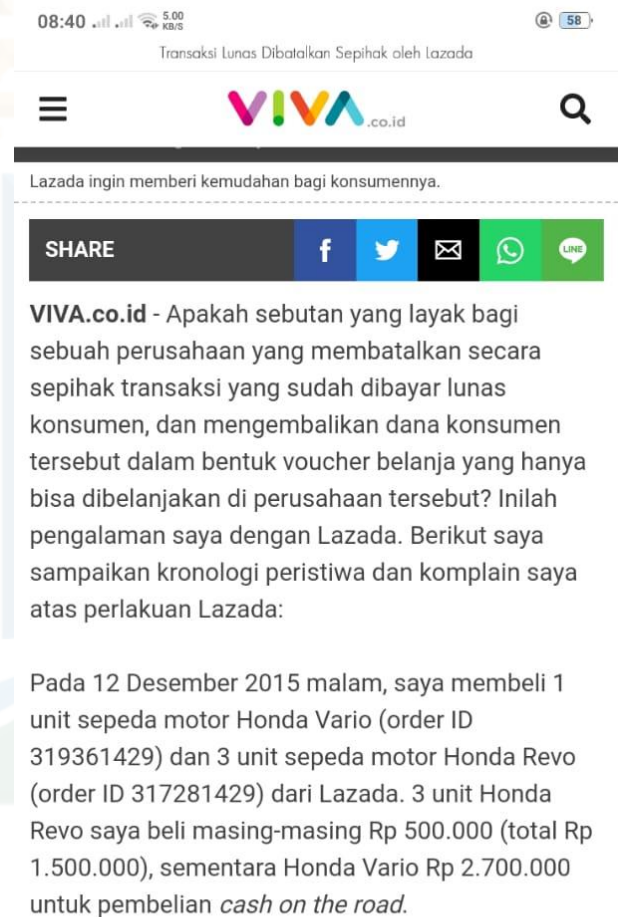 08:40 5.00 KB/S 58
Transaksi Lunas Dibatalkan Sepihak oleh Lazada
VIVA.co.id
Lazada ingin memberi kemudahan bagi konsumennya.
SHARE f LINE
VIVA.co.id - Apakah sebutan yang layak bagi
sebuah perusahaan yang membatalkan secara
sepihak transaksi yang sudah dibayar lunas
konsumen, dan mengembalikan dana konsumen
tersebut dalam bentuk voucher belanja yang hanya
bisa dibelanjakan di perusahaan tersebut? Inilah
pengalaman saya dengan Lazada. Berikut saya
sampaikan kronologi peristiwa dan komplain saya
atas perlakuan Lazada:
Pada 12 Desember 2015 malam, saya membeli 1
unit sepeda motor Honda Vario (order ID
319361429) dan 3 unit sepeda motor Honda Revo
(order ID 317281429) dari Lazada. 3 unit Honda
Revo saya beli masing-masing Rp 500.000 (total Rp
1.500.000), sementara Honda Vario Rp 2.700.000
untuk pembelian cash on the road.